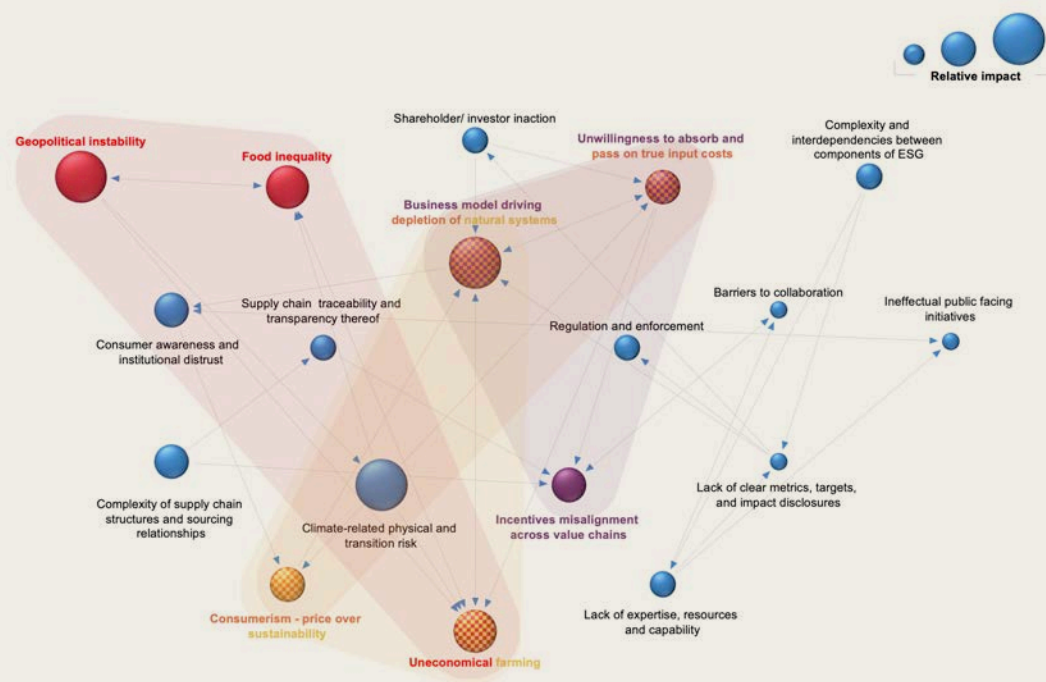 Relative impact
Shareholder/ investor inaction
Complexity and
interdependencies between
components of ESG
Geopolitical instability
Food inequality
Unwillingness to absorb and
pass on true input costs
Business model driving
depletion of natural systems
Supply chain traceability and
transparency thereof
Consumer awareness and
institutional distrust
Regulation and enforcement
Barriers to collaboration
Ineffectual public facing
initiatives
Complexity of supply chain
structures and sourcing
relationships
Climate-related physical and
transition risk
Incentives misalignment
across value chains
Lack of clear metrics, targets,
and impact disclosures
Consumerism - price over
sustainability
Uneconomical farming
Lack of expertise, resources
and capability